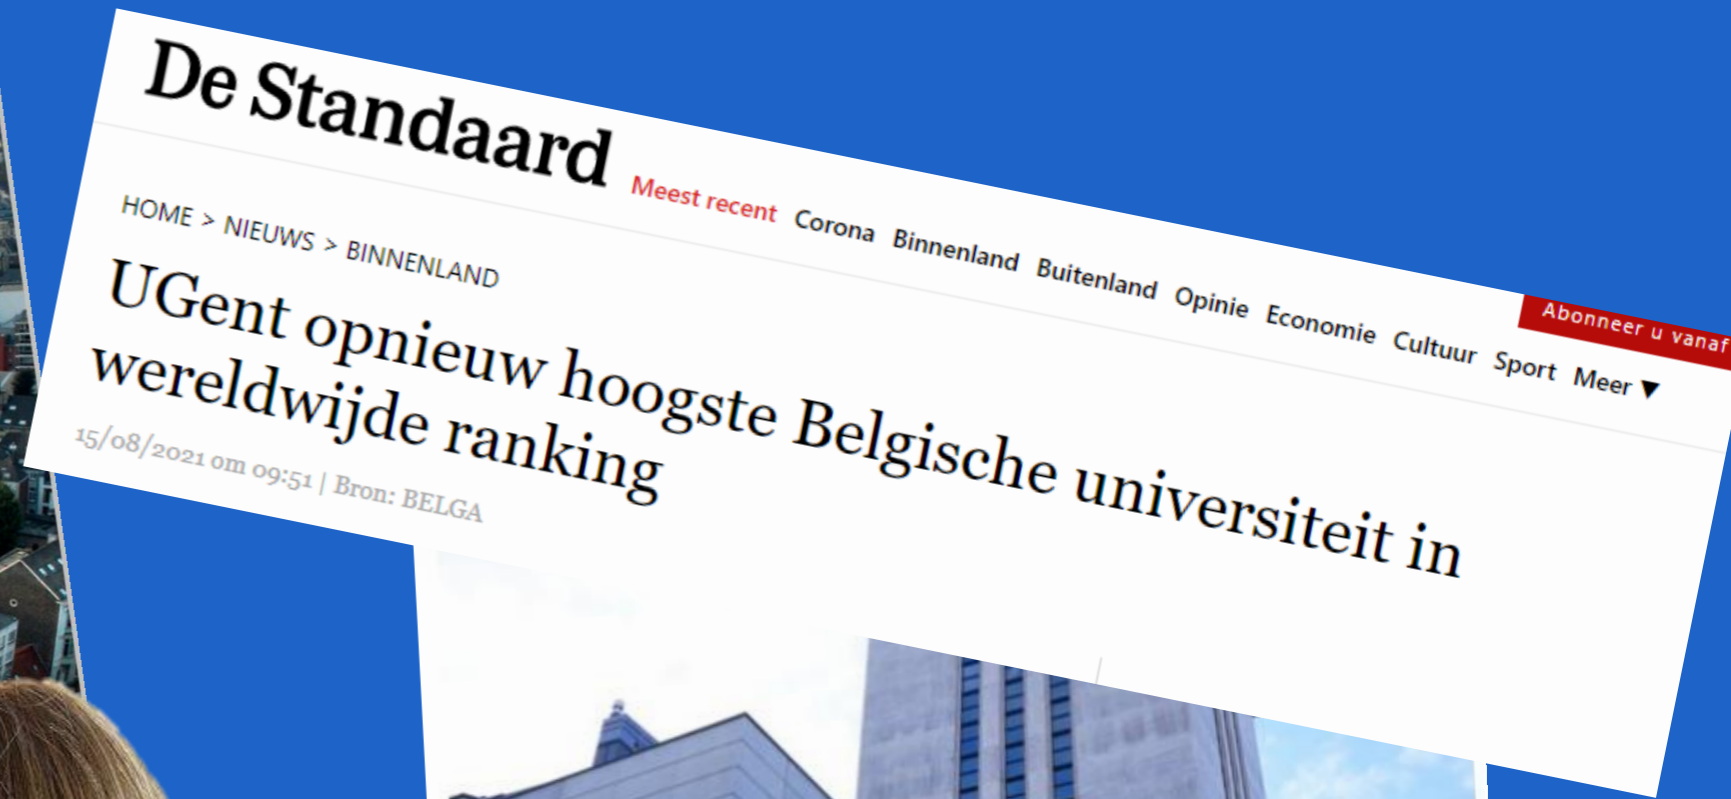 De Standaard
Meest recent Corona Binnenland Buitenland Opinie Economie Cultuur Sport Meer ▼
Abonneer u vanaf
HOME > NIEUWS > BINNENLAND
UGent opnieuw hoogste Belgische universiteit in
wereldwijde ranking
15/08/2021 om 09:51 | Bron: BELGA